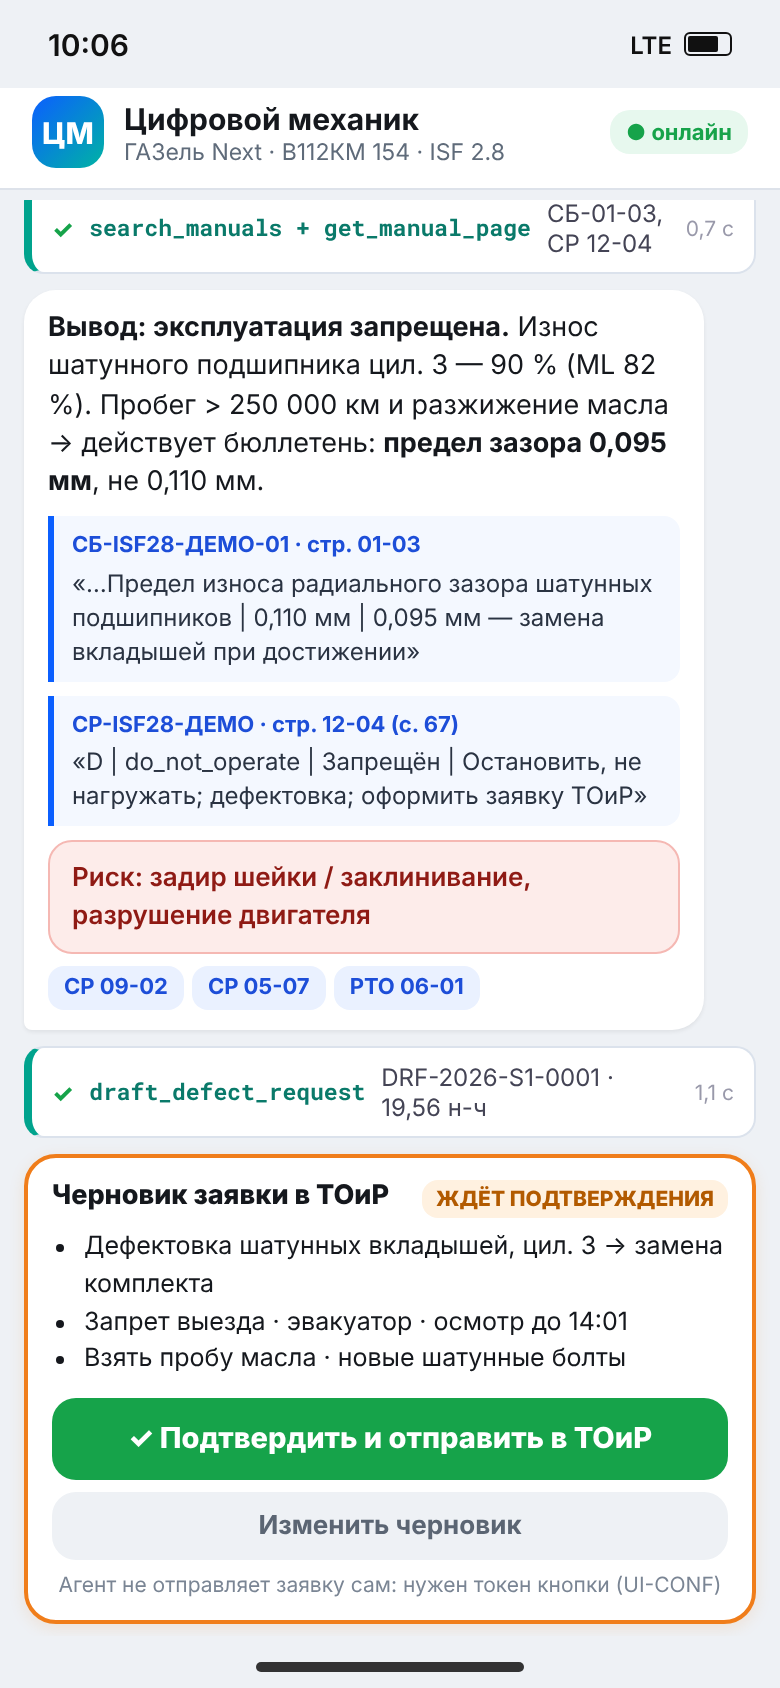 10:06
LTE
ЦМ
Цифровой механик
ГАЗель Next · В112КМ 154 · ISF 2.8
онлайн
✓ search_manuals + get_manual_page
СБ-01-03,
СР 12-04
0,7 с
Вывод: эксплуатация запрещена. Износ
шатунного подшипника цил. 3 — 90 % (ML 82
%). Пробег > 250 000 км и разжижение масла
→ действует бюллетень: предел зазора 0,095
мм, не 0,110 мм.
СБ-ISF28-ДЕМО-01 · стр. 01-03
«...Предел износа радиального зазора шатунных
подшипников | 0,110 мм | 0,095 мм — замена
вкладышей при достижении»
СР-ISF28-ДЕМО · стр. 12-04 (с. 67)
«D | do_not_operate | Запрещён | Остановить, не
нагружать; дефектовка; оформить заявку ТОиР»
Риск: задир шейки / заклинивание,
разрушение двигателя
СР 09-02
СР 05-07
РТО 06-01
✓ draft_defect_request
DRF-2026-S1-0001 ·
19,56 н-ч
1,1 с
Черновик заявки в ТОиР
ЖДЁТ ПОДТВЕРЖДЕНИЯ
• Дефектовка шатунных вкладышей, цил. 3 → замена
комплекта
• Запрет выезда · эвакуатор · осмотр до 14:01
• Взять пробу масла · новые шатунные болты
✓ Подтвердить и отправить в ТОиР
Изменить черновик
Агент не отправляет заявку сам: нужен токен кнопки (UI-CONF)